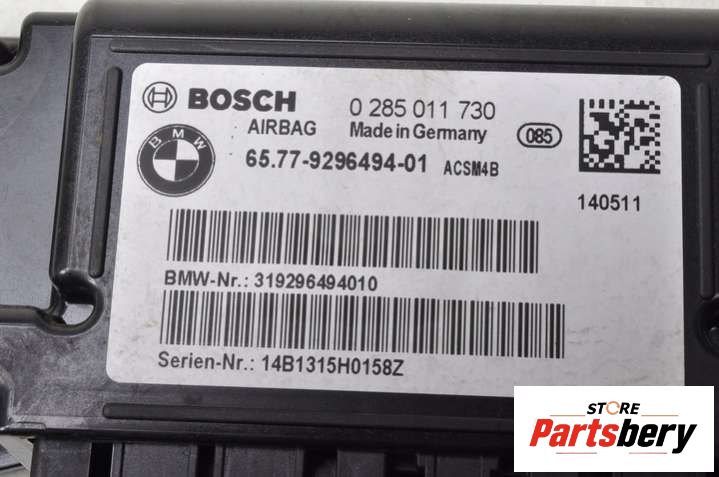 BOSCH 0 285 011 730
AIRBAG Made in Germany 085
BMW
65.77-9296494-01 ACSM4B
140511
BMW-Nr.: 319296494010
Serien-Nr.: 14B1315H0158Z
STORE
Partsbery